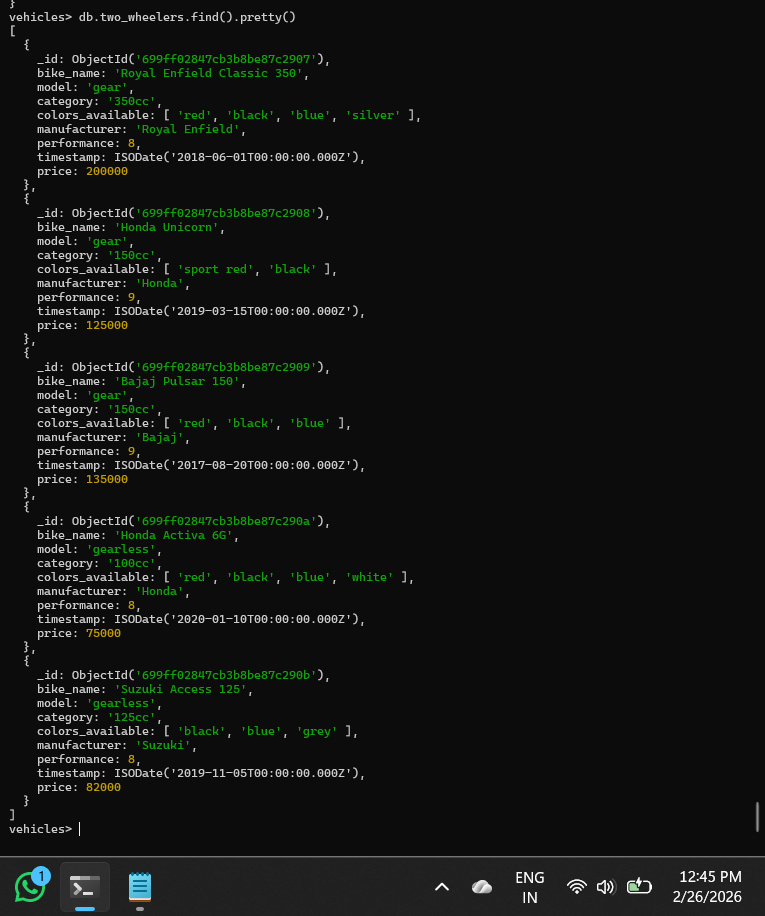 }
vehicles> db.two_wheelers.find().pretty()
[
  {
    _id: ObjectId('699ff02847cb3b8be87c2907'),
    bike_name: 'Royal Enfield Classic 350',
    model: 'gear',
    category: '350cc',
    colors_available: [ 'red', 'black', 'blue', 'silver' ],
    manufacturer: 'Royal Enfield',
    performance: 8,
    timestamp: ISODate('2018-06-01T00:00:00.000Z'),
    price: 200000
  },
  {
    _id: ObjectId('699ff02847cb3b8be87c2908'),
    bike_name: 'Honda Unicorn',
    model: 'gear',
    category: '150cc',
    colors_available: [ 'sport red', 'black' ],
    manufacturer: 'Honda',
    performance: 9,
    timestamp: ISODate('2019-03-15T00:00:00.000Z'),
    price: 125000
  },
  {
    _id: ObjectId('699ff02847cb3b8be87c2909'),
    bike_name: 'Bajaj Pulsar 150',
    model: 'gear',
    category: '150cc',
    colors_available: [ 'red', 'black', 'blue' ],
    manufacturer: 'Bajaj',
    performance: 9,
    timestamp: ISODate('2017-08-20T00:00:00.000Z'),
    price: 135000
  },
  {
    _id: ObjectId('699ff02847cb3b8be87c290a'),
    bike_name: 'Honda Activa 6G',
    model: 'gearless',
    category: '100cc',
    colors_available: [ 'red', 'black', 'blue', 'white' ],
    manufacturer: 'Honda',
    performance: 8,
    timestamp: ISODate('2020-01-10T00:00:00.000Z'),
    price: 75000
  },
  {
    _id: ObjectId('699ff02847cb3b8be87c290b'),
    bike_name: 'Suzuki Access 125',
    model: 'gearless',
    category: '125cc',
    colors_available: [ 'black', 'blue', 'grey' ],
    manufacturer: 'Suzuki',
    performance: 8,
    timestamp: ISODate('2019-11-05T00:00:00.000Z'),
    price: 82000
  }
]
vehicles>
1
ENG
IN
12:45 PM
2/26/2026